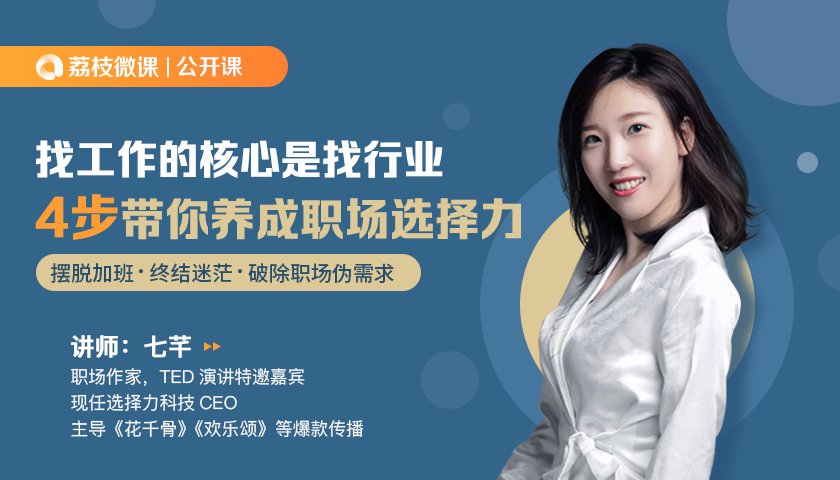 荔枝微课 | 公开课
找工作的核心是找行业
4步带你养成职场选择力
摆脱加班·终结迷茫·破除职场伪需求
讲师：七芊
职场作家，TED 演讲特邀嘉宾
现任选择力科技 CEO
主导《花千骨》《欢乐颂》等爆款传播